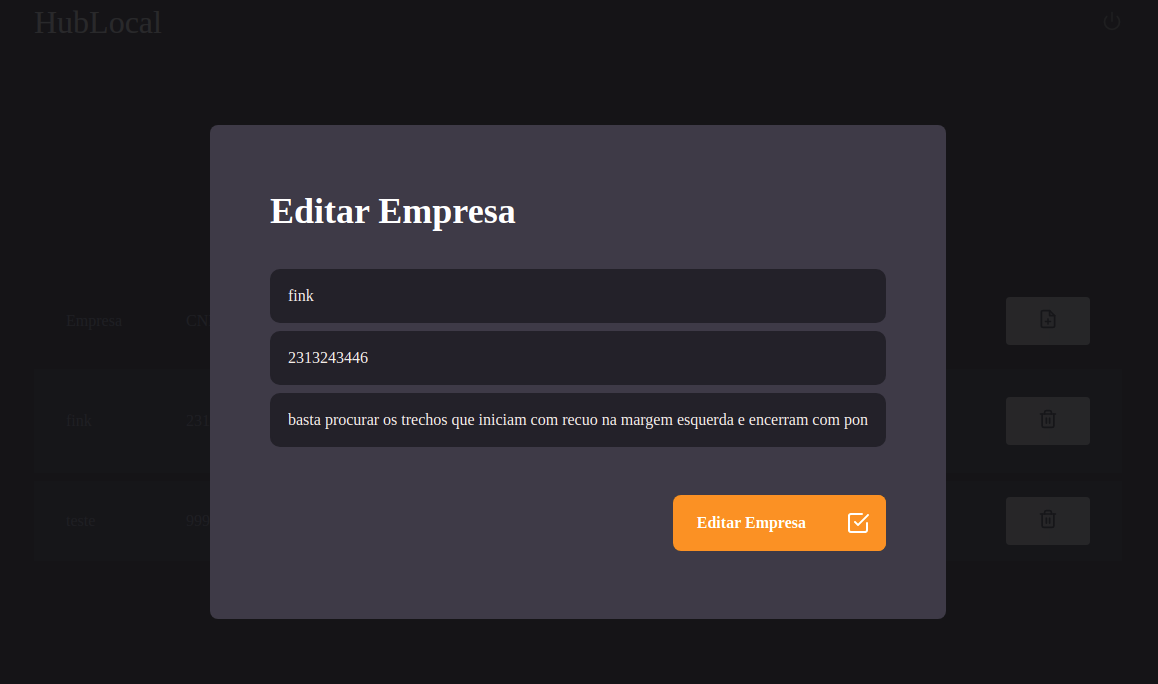 HubLocal
Editar Empresa
fink
2313243446
basta procurar os trechos que iniciam com recuo na margem esquerda e encerram com pon
Editar Empresa
Empresa CN
fink 231
teste 999